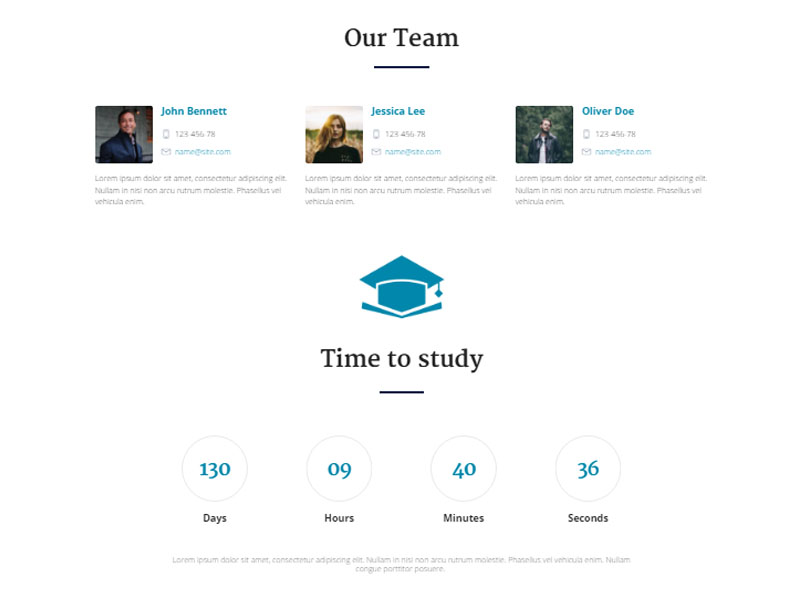 Our Team
John Bennett
123-456-78
name@site.com
Lorem ipsum dolor sit amet, consectetur adipiscing elit.
Nullam in nisi non arcu rutrum molestie. Phasellus vel
vehicula enim.
Jessica Lee
123-456-78
name@site.com
Lorem ipsum dolor sit amet, consectetur adipiscing elit.
Nullam in nisi non arcu rutrum molestie. Phasellus vel
vehicula enim.
Oliver Doe
123-456-78
name@site.com
Lorem ipsum dolor sit amet, consectetur adipiscing elit.
Nullam in nisi non arcu rutrum molestie. Phasellus vel
vehicula enim.
Time to study
130
Days
09
Hours
40
Minutes
36
Seconds
Lorem ipsum dolor sit amet, consectetur adipiscing elit. Nullam in nisi non arcu rutrum molestie. Phasellus vel vehicula enim. Nullam
congue porttitor posuere.